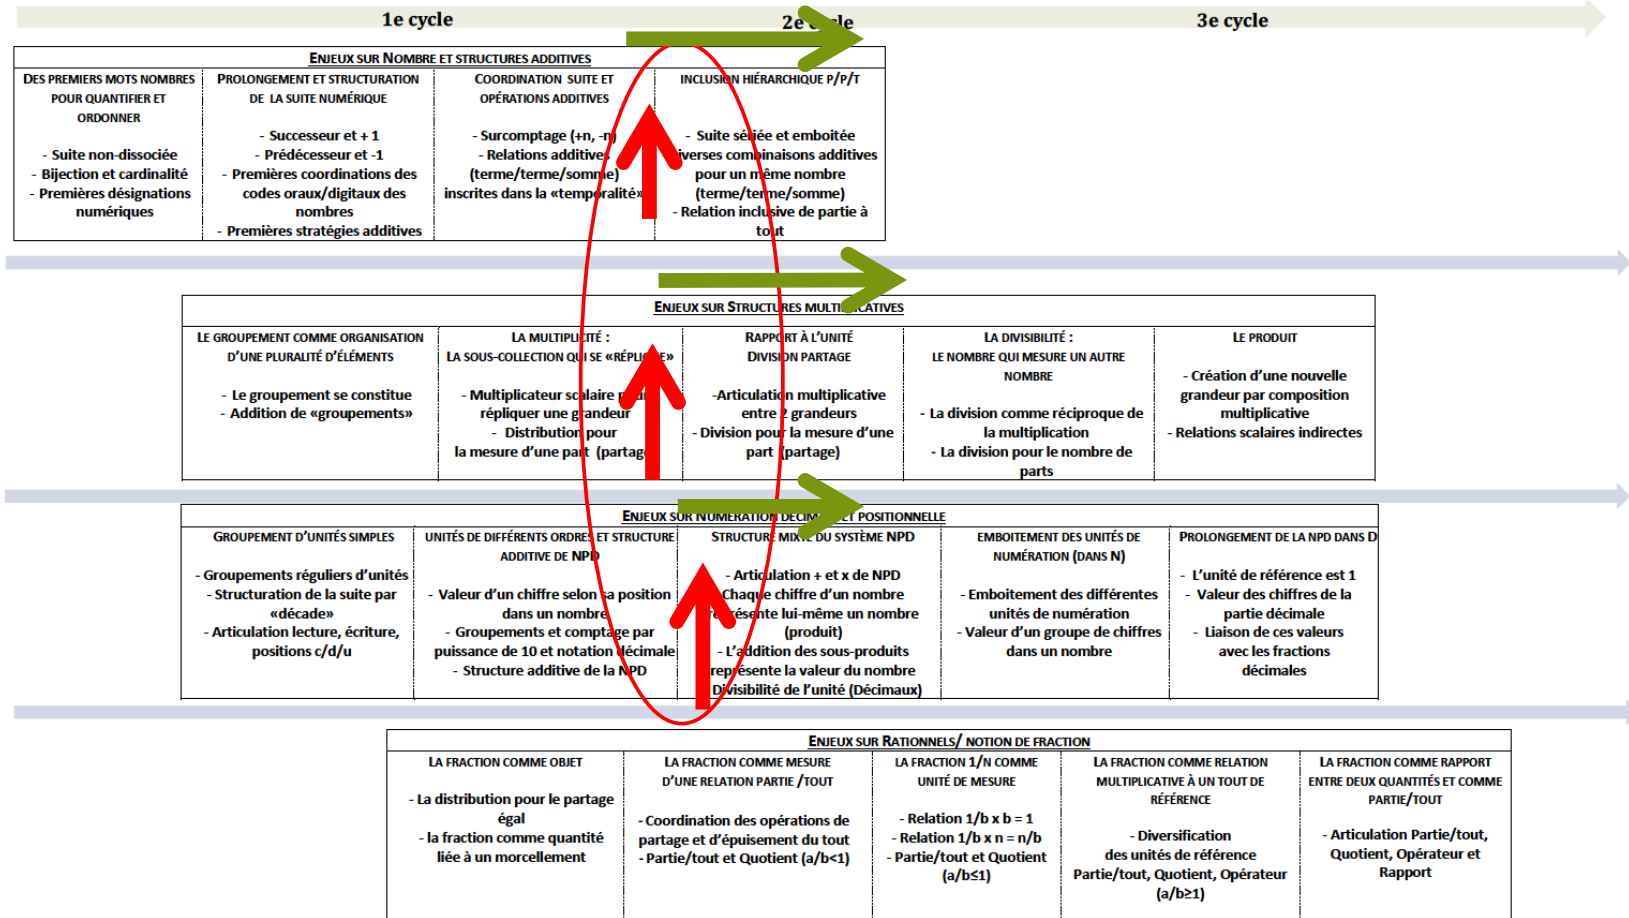 1e cycle
2e cycle
3e cycle
ENJEUX SUR NOMBRE ET STRUCTURES ADDITIVES
DES PREMIERS MOTS NOMBRES
POUR QUANTIFIER ET
ORDONNER
- Suite non-dissociée
- Bijection et cardinalité
- Premières désignations
numériques
PROLONGEMENT ET STRUCTURATION
DE LA SUITE NUMÉRIQUE
- Successeur et + 1
- Prédécesseur et -1
- Premières coordinations des
codes oraux/digitaux des
nombres
- Premières stratégies additives
COORDINATION SUITE ET
OPÉRATIONS ADDITIVES
- Surcomptage (+n, -n)
- Relations additives
(terme/terme/somme)
inscrites dans la «temporalité»
INCLUSION HIÉRARCHIQUE P/P/T
- Suite sériée et emboitée
diverses combinaisons additives
pour un même nombre
(terme/terme/somme)
- Relation inclusive de partie à
tout
ENJEUX SUR STRUCTURES MULTIPLICATIVES
LE GROUPEMENT COMME ORGANISATION
D'UNE PLURALITÉ D'ÉLÉMENTS
- Le groupement se constitue
- Addition de «groupements»
LA MULTIPLICITÉ :
LA SOUS-COLLECTION QUI SE «RÉPLIQUE»
- Multiplicateur scalaire pour
répliquer une grandeur
- Distribution pour
la mesure d'une part (partage)
RAPPORT À L'UNITÉ
DIVISION PARTAGE
-Articulation multiplicative
entre 2 grandeurs
- Division pour la mesure d'une
part (partage)
LA DIVISIBILITÉ :
LE NOMBRE QUI MESURE UN AUTRE
NOMBRE
- La division comme réciproque de
la multiplication
- La division pour le nombre de
parts
LE PRODUIT
- Création d'une nouvelle
grandeur par composition
multiplicative
- Relations scalaires indirectes
ENJEUX SUR NUMÉRATION DÉCIMALE ET POSITIONNELLE
GROUPEMENT D'UNITÉS SIMPLES
- Groupements réguliers d'unités
- Structuration de la suite par
«décade»
- Articulation lecture, écriture,
positions c/d/u
UNITÉS DE DIFFÉRENTS ORDRES ET STRUCTURE
ADDITIVE DE NPD
- Valeur d'un chiffre selon sa position
dans un nombre
- Groupements et comptage par
puissance de 10 et notation décimale
- Structure additive de la NPD
STRUCTURE MIXTE DU SYSTÈME NPD
- Articulation + et x de NPD
Chaque chiffre d'un nombre
représente lui-même un nombre
(produit)
- L'addition des sous-produits
représente la valeur du nombre
Divisibilité de l'unité (Décimaux)
EMBOITEMENT DES UNITÉS DE
NUMÉRATION (DANS N)
- Emboitement des différentes
unités de numération
- Valeur d'un groupe de chiffres
dans un nombre
PROLONGEMENT DE LA NPD DANS D
- L'unité de référence est 1
- Valeur des chiffres de la
partie décimale
- Liaison de ces valeurs
avec les fractions
décimales
ENJEUX SUR RATIONNELS/ NOTION DE FRACTION
LA FRACTION COMME OBJET
- La distribution pour le partage
égal
- la fraction comme quantité
liée à un morcellement
LA FRACTION COMME MESURE
D'UNE RELATION PARTIE /TOUT
- Coordination des opérations de
partage et d'épuisement du tout
- Partie/tout et Quotient (a/b<1)
LA FRACTION 1/N COMME
UNITÉ DE MESURE
- Relation 1/b x b = 1
- Relation 1/b x n = n/b
- Partie/tout et Quotient
(a/b≤1)
LA FRACTION COMME RELATION
MULTIPLICATIVE À UN TOUT DE
RÉFÉRENCE
- Diversification
des unités de référence
Partie/tout, Quotient, Opérateur
(a/b≥1)
LA FRACTION COMME RAPPORT
ENTRE DEUX QUANTITÉS ET COMME
PARTIE/TOUT
- Articulation Partie/tout,
Quotient, Opérateur et
Rapport